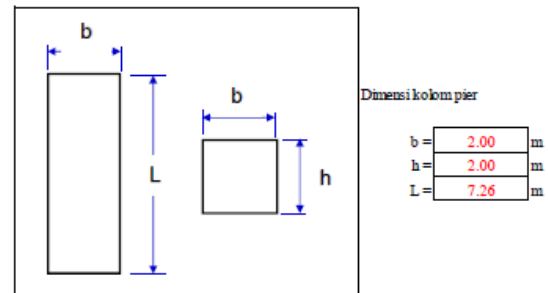 b
b
L
h
Dimensi kolom pier
b = 2.00 m
h = 2.00 m
L = 7.26 m